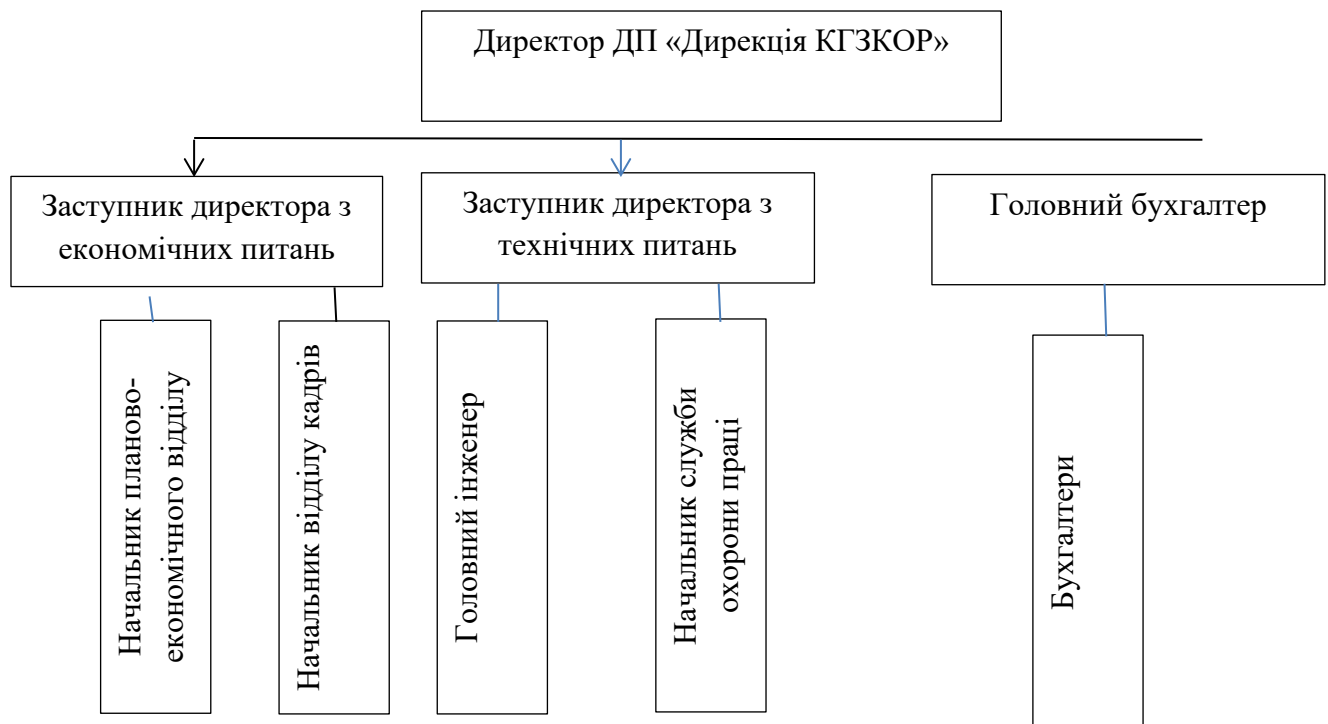 Директор ДП «Дирекція КГЗКОР»
Заступник директора з
економічних питань
Заступник директора з
технічних питань
Головний бухгалтер
Начальник планово-
економічного відділу
Начальник відділу кадрів
Головний інженер
Начальник служби
охорони праці
Бухгалтери